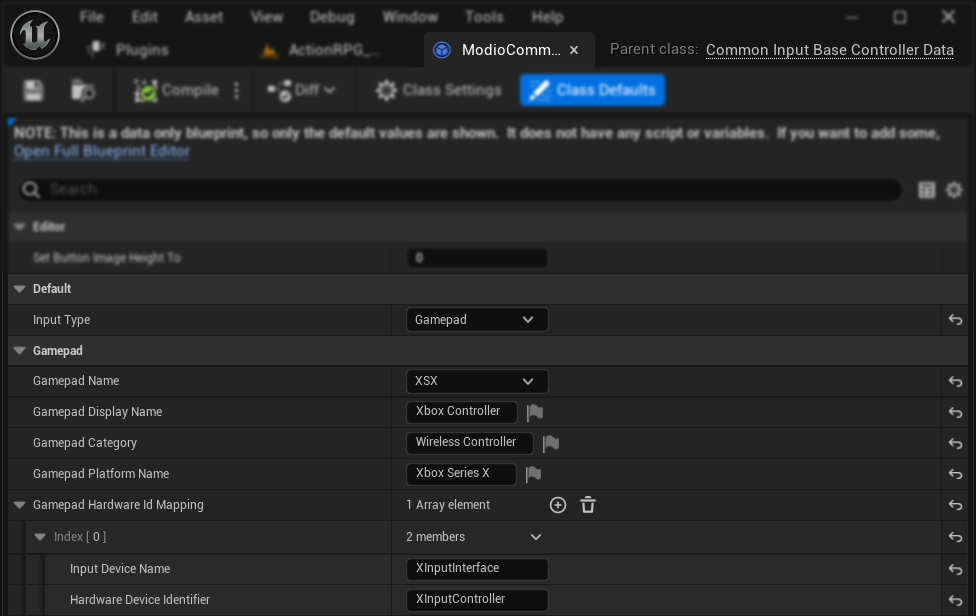 File Edit Asset View Debug Window Tools Help
Plugins ActionRPG_... ModioComm... × Parent class: Common Input Base Controller Data
Compile Diff Class Settings Class Defaults
NOTE: This is a data only blueprint, so only the default values are shown. It does not have any script or variables. If you want to add some,
Open Full Blueprint Editor
Search
Editor
Set Button Image Height To 0
Default
Input Type Gamepad
Gamepad
Gamepad Name XSX
Gamepad Display Name Xbox Controller
Gamepad Category Wireless Controller
Gamepad Platform Name Xbox Series X
Gamepad Hardware Id Mapping 1 Array element
Index [ 0 ] 2 members
Input Device Name XInputInterface
Hardware Device Identifier XInputController